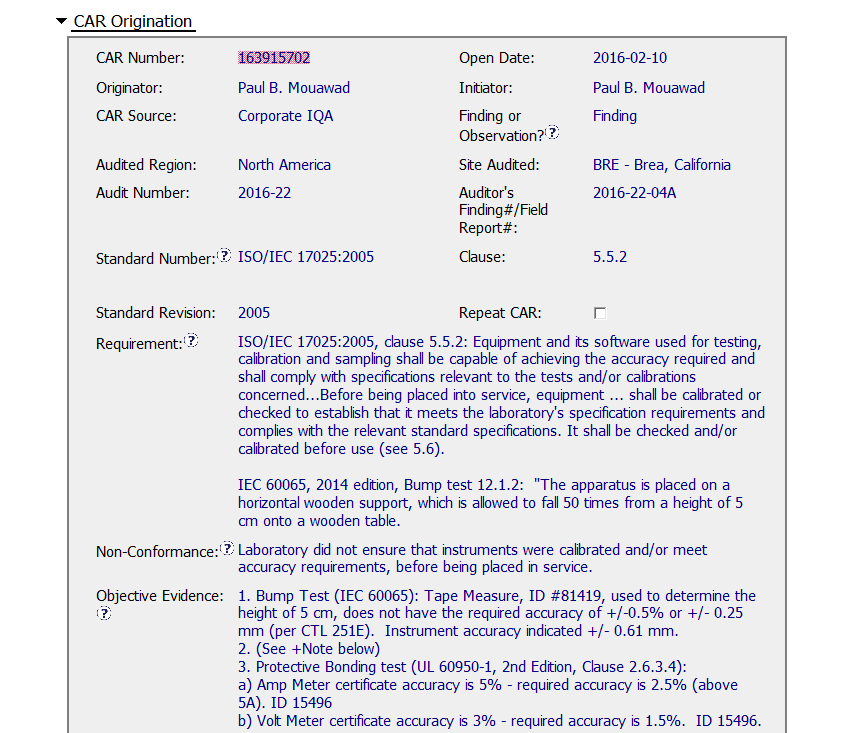 CAR Origination
CAR Number: 163915702 Open Date: 2016-02-10
Originator: Paul B. Mouawad Initiator: Paul B. Mouawad
CAR Source: Corporate IQA Finding or Observation?? Finding
Audited Region: North America Site Audited: BRE - Brea, California
Audit Number: 2016-22 Auditor's Finding#/Field Report#: 2016-22-04A
Standard Number:? ISO/IEC 17025:2005 Clause: 5.5.2
Standard Revision: 2005 Repeat CAR:
Requirement:? ISO/IEC 17025:2005, clause 5.5.2: Equipment and its software used for testing,
calibration and sampling shall be capable of achieving the accuracy required and
shall comply with specifications relevant to the tests and/or calibrations
concerned...Before being placed into service, equipment ... shall be calibrated or
checked to establish that it meets the laboratory's specification requirements and
complies with the relevant standard specifications. It shall be checked and/or
calibrated before use (see 5.6).
IEC 60065, 2014 edition, Bump test 12.1.2: "The apparatus is placed on a
horizontal wooden support, which is allowed to fall 50 times from a height of 5
cm onto a wooden table.
Non-Conformance:? Laboratory did not ensure that instruments were calibrated and/or meet
accuracy requirements, before being placed in service.
Objective Evidence: ? 1. Bump Test (IEC 60065): Tape Measure, ID #81419, used to determine the
height of 5 cm, does not have the required accuracy of +/-0.5% or +/- 0.25
mm (per CTL 251E). Instrument accuracy indicated +/- 0.61 mm.
2. (See +Note below)
3. Protective Bonding test (UL 60950-1, 2nd Edition, Clause 2.6.3.4):
a) Amp Meter certificate accuracy is 5% - required accuracy is 2.5% (above
5A). ID 15496
b) Volt Meter certificate accuracy is 3% - required accuracy is 1.5%. ID 15496.